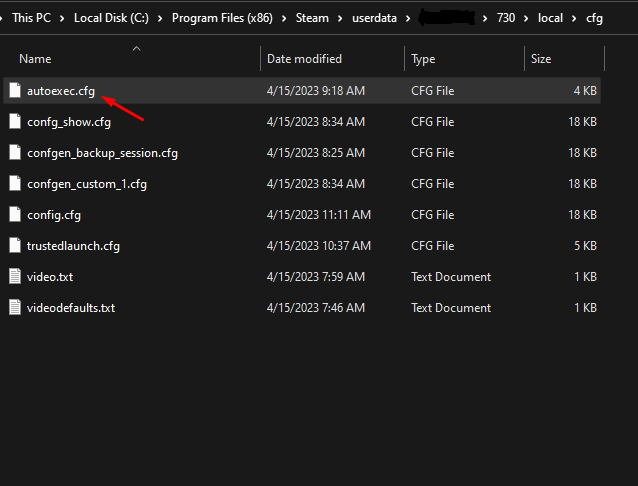 This PC > Local Disk (C:) > Program Files (x86) > Steam > userdata > > 730 > local > cfg
Name Date modified Type Size
autoexec.cfg 4/15/2023 9:18 AM CFG File 4 KB
confg_show.cfg 4/15/2023 8:34 AM CFG File 18 KB
confgen_backup_session.cfg 4/15/2023 8:25 AM CFG File 18 KB
confgen_custom_1.cfg 4/15/2023 8:34 AM CFG File 18 KB
config.cfg 4/15/2023 11:11 AM CFG File 18 KB
trustedlaunch.cfg 4/15/2023 10:37 AM CFG File 5 KB
video.txt 4/15/2023 7:59 AM Text Document 1 KB
videodefaults.txt 4/15/2023 7:46 AM Text Document 1 KB